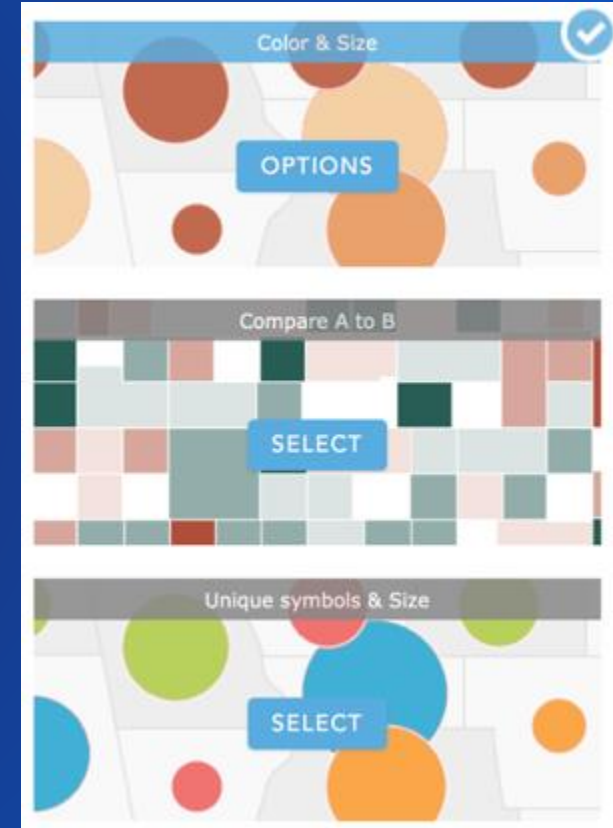 Color & Size
OPTIONS
Compare A to B
SELECT
Unique symbols & Size
SELECT